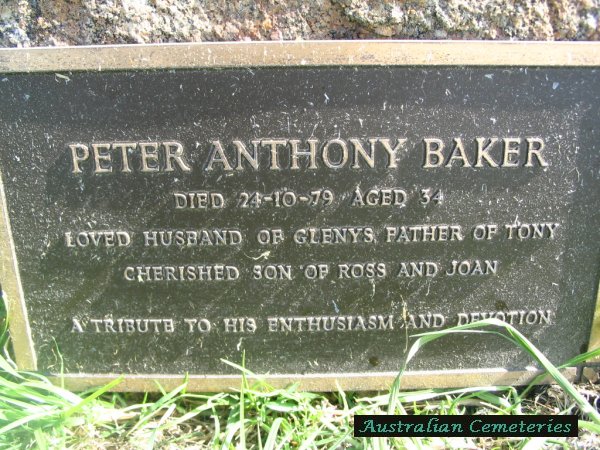 PETER ANTHONY BAKER
DIED 24-10-79 AGED 34
LOVED HUSBAND OF GLENYS, FATHER OF TONY
CHERISHED SON OF ROSS AND JOAN
A TRIBUTE TO HIS ENTHUSIASM AND DEVOTION
Australian Cemeteries